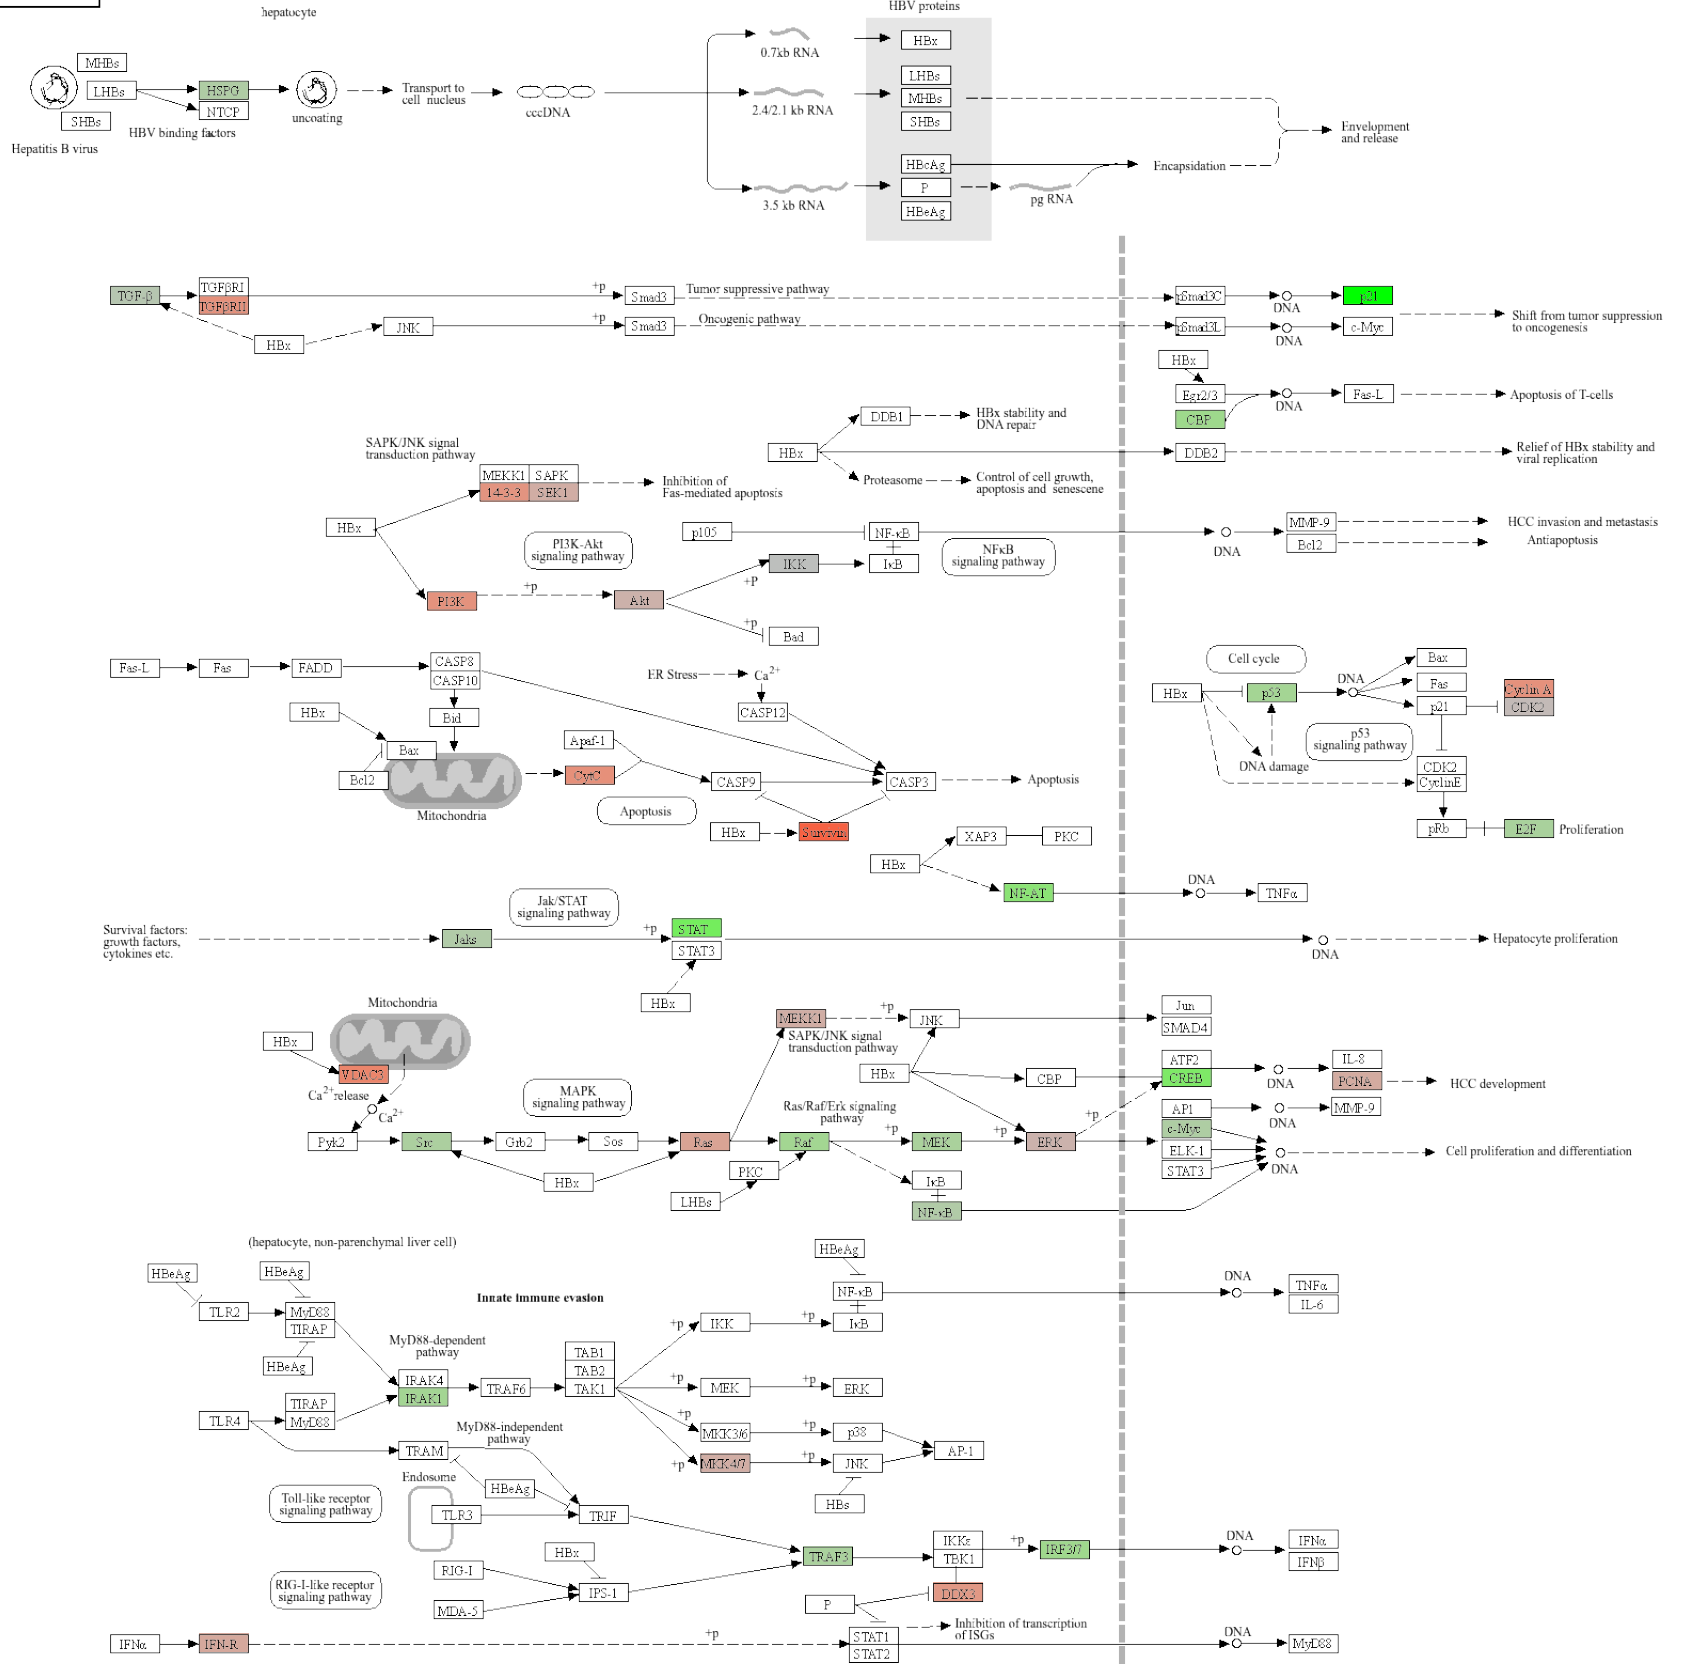 hepatocyte
HBV proteins
MHBs
LHBs
SHBs
Hepatitis B virus
HSPG
NTCP
HBV binding factors
uncoating
Transport to
cell nucleus
cccDNA
0.7kb RNA
2.4/2.1 kb RNA
3.5 kb RNA
HBx
LHBs
MHBs
SHBs
HBcAg
P
HBeAg
pg RNA
Encapsidation
Envelopment
and release
TGF-β
TGFβRI
TGFβRII
HBx
JNK
+p
Smad3
Tumor suppressive pathway
+p
Smad3
Oncogenic pathway
pSmad3C
DNA
p21
pSmad3L
DNA
c-Myc
Shift from tumor suppression
to oncogenesis
HBx
Egr2/3
CBP
DNA
Fas-L
Apoptosis of T-cells
HBx
DDB1
HBx stability and
DNA repair
DDB2
Relief of HBx stability and
viral replication
Proteasome
Control of cell growth,
apoptosis and senescene
SAPK/JNK signal
transduction pathway
MEKK1
SAPK
14-3-3
SEK1
Inhibition of
Fas-mediated apoptosis
HBx
PI3K-Akt
signaling pathway
p105
NF-κB
IKK
IκB
NFκB
signaling pathway
DNA
MMP-9
Bcl2
HCC invasion and metastasis
Antiapoptosis
PI3K
+p
Akt
+p
+p
Bad
Fas-L
Fas
FADD
CASP8
CASP10
Bid
HBx
Bax
Bcl2
Mitochondria
ER Stress
Ca2+
CASP12
Apaf-1
CytC
CASP9
CASP3
Apoptosis
Apoptosis
HBx
Survivin
Cell cycle
HBx
p53
DNA
Bax
Fas
p21
Cyclin A
CDK2
p53
signaling pathway
DNA damage
CDK2
CyclinE
pRb
E2F
Proliferation
HBx
XAP3
PKC
NF-AT
DNA
TNFα
Survival factors:
growth factors,
cytokines etc.
Jak/STAT
signaling pathway
Jaks
+p
STAT
STAT3
HBx
DNA
Hepatocyte proliferation
Mitochondria
HBx
VDAC3
Ca2+release
Ca2+
Pyk2
Src
Grb2
Sos
Ras
HBx
MAPK
signaling pathway
MEKK1
+p
JNK
SAPK/JNK signal
transduction pathway
HBx
CBP
Ras/Raf/Erk signaling
pathway
Raf
+p
MEK
+p
ERK
+p
PKC
LHBs
IκB
NF-κB
Jun
SMAD4
ATF2
CREB
AP1
c-Myc
ELK-1
STAT3
DNA
IL-8
PCNA
HCC development
DNA
MMP-9
DNA
Cell proliferation and differentiation
(hepatocyte, non-parenchymal liver cell)
Innate immune evasion
HBeAg
TLR2
HBeAg
MyD88
TIRAP
HBeAg
MyD88-dependent
pathway
IRAK4
IRAK1
TRAF6
TAB1
TAB2
TAK1
TLR4
TIRAP
MyD88
HBeAg
NF-κB
+p
IKK
+p
IκB
DNA
TNFα
IL-6
+p
MEK
+p
ERK
+p
MKK3/6
+p
p38
+p
MKK4/7
+p
JNK
AP-1
HBs
MyD88-independent
pathway
TRAM
Endosome
HBeAg
TLR3
TRIF
Toll-like receptor
signaling pathway
RIG-I-like receptor
signaling pathway
RIG-I
MDA-5
HBx
IPS-1
TRAF3
IKKε
TBK1
DDX3
P
+p
IRF3/7
DNA
IFNα
IFNβ
Inhibition of transcription
of ISGs
IFNα
IFN-R
+p
STAT1
STAT2
DNA
MyD88